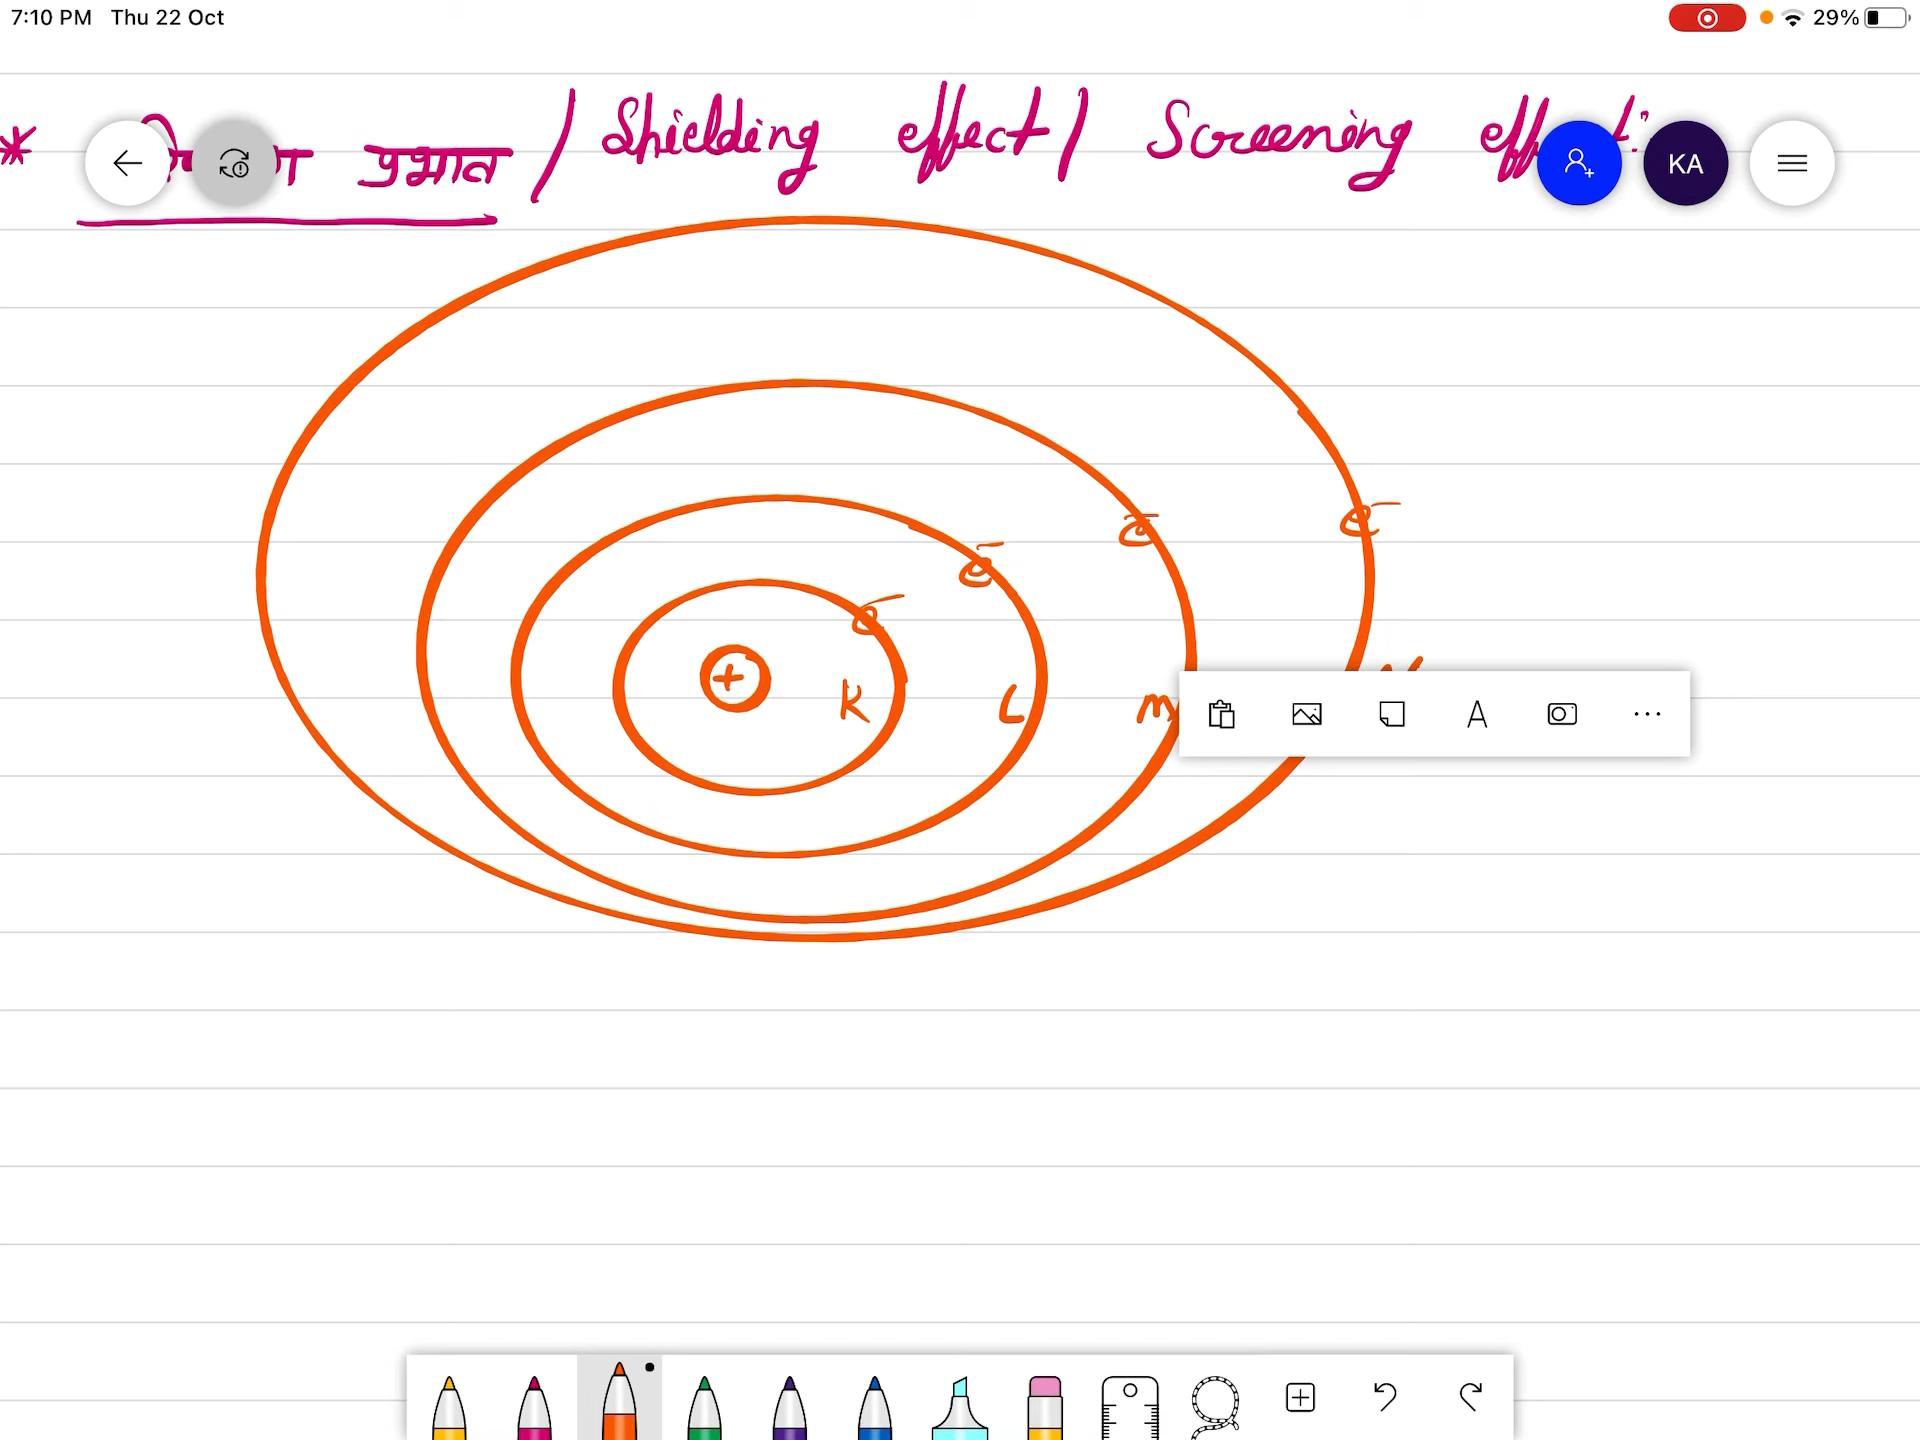 7:10 PM Thu 22 Oct 29%
* प्रभाव / Shielding effect / Screening
KA
e-
e-
e-
e-
+
K L M
A